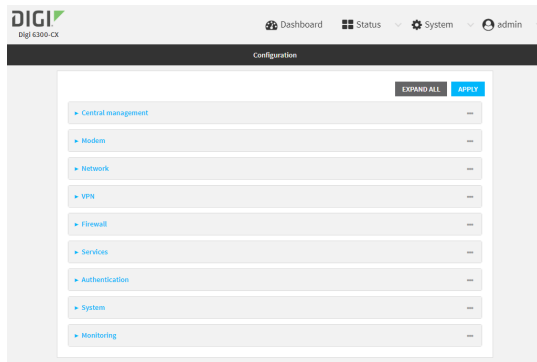 DIGI
Digi 6300-CX
Dashboard Status System admin
Configuration
EXPAND ALL APPLY
Central management
Modem
Network
VPN
Firewall
Services
Authentication
System
Monitoring